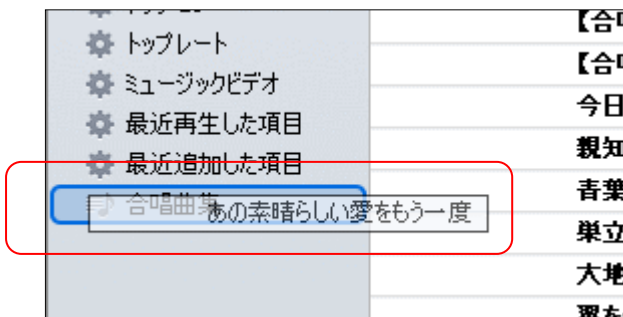 トップレート
ミュージックビデオ
最近再生した項目
最近追加した項目
合唱曲集
あの素晴らしい愛をもう一度
【合
【合
今日
親知
青葉
巣立
大地
翼を